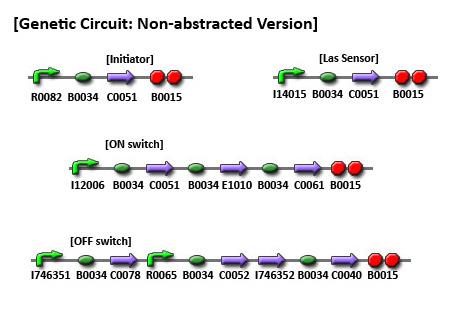 [Genetic Circuit: Non-abstracted Version]
[Initiator]
R0082 B0034 C0051 B0015
[Las Sensor]
I14015 B0034 C0051 B0015
[ON switch]
I12006 B0034 C0051 B0034 E1010 B0034 C0061 B0015
[OFF switch]
I746351 B0034 C0078 R0065 B0034 C0052 I746352 B0034 C0040 B0015